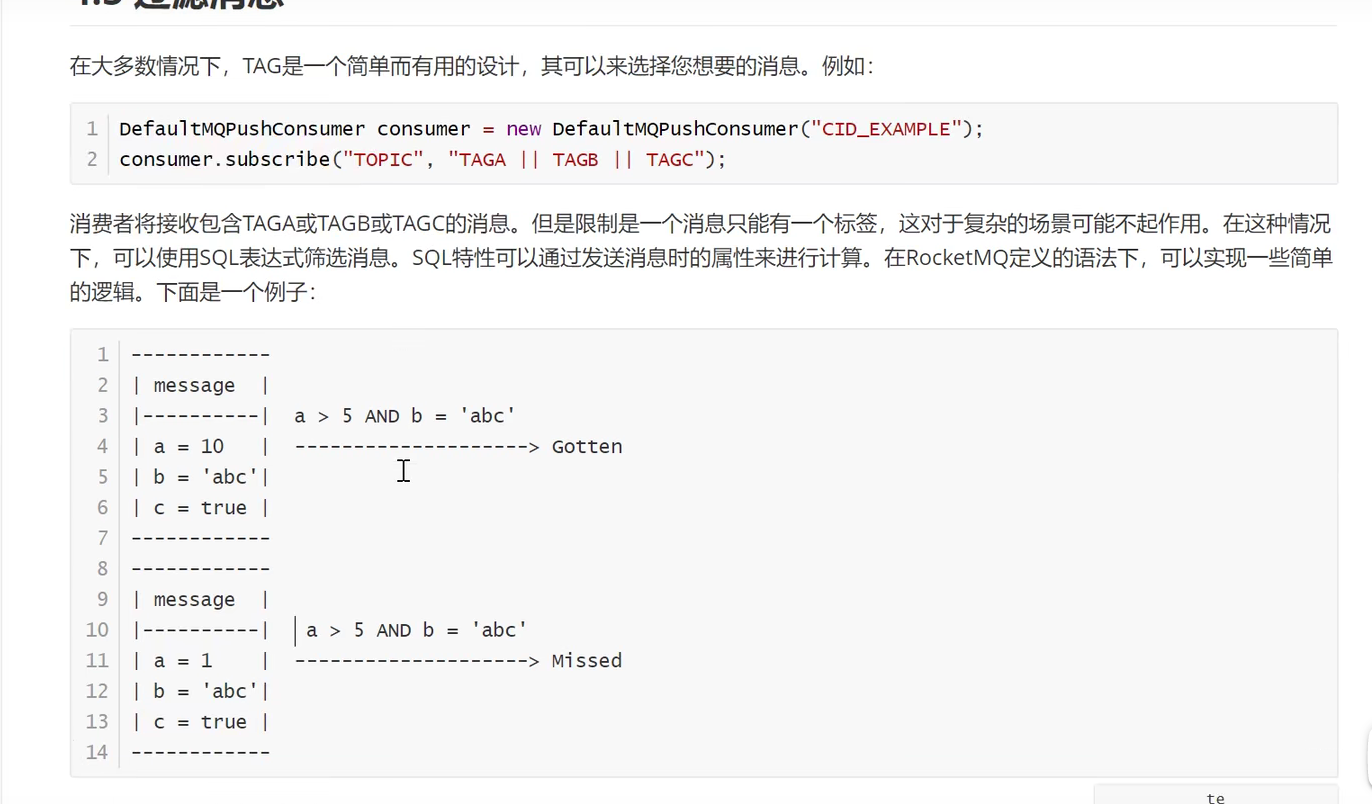 在大多数情况下，TAG是一个简单而有用的设计，其可以来选择您想要的消息。例如：
1 DefaultMQPushConsumer consumer = new DefaultMQPushConsumer("CID_EXAMPLE");
2 consumer.subscribe("TOPIC", "TAGA || TAGB || TAGC");
消费者将接收包含TAGA或TAGB或TAGC的消息。但是限制是一个消息只能有一个标签，这对于复杂的场景可能不起作用。在这种情况
下，可以使用SQL表达式筛选消息。SQL特性可以通过发送消息时的属性来进行计算。在RocketMQ定义的语法下，可以实现一些简单
的逻辑。下面是一个例子：
1 ------------
2 | message  |
3 |----------|  a > 5 AND b = 'abc'
4 | a = 10   |  --------------------> Gotten
5 | b = 'abc'|
6 | c = true |
7 ------------
8 ------------
9 | message  |
10 |----------|  a > 5 AND b = 'abc'
11 | a = 1    |  --------------------> Missed
12 | b = 'abc'|
13 | c = true |
14 ------------
te